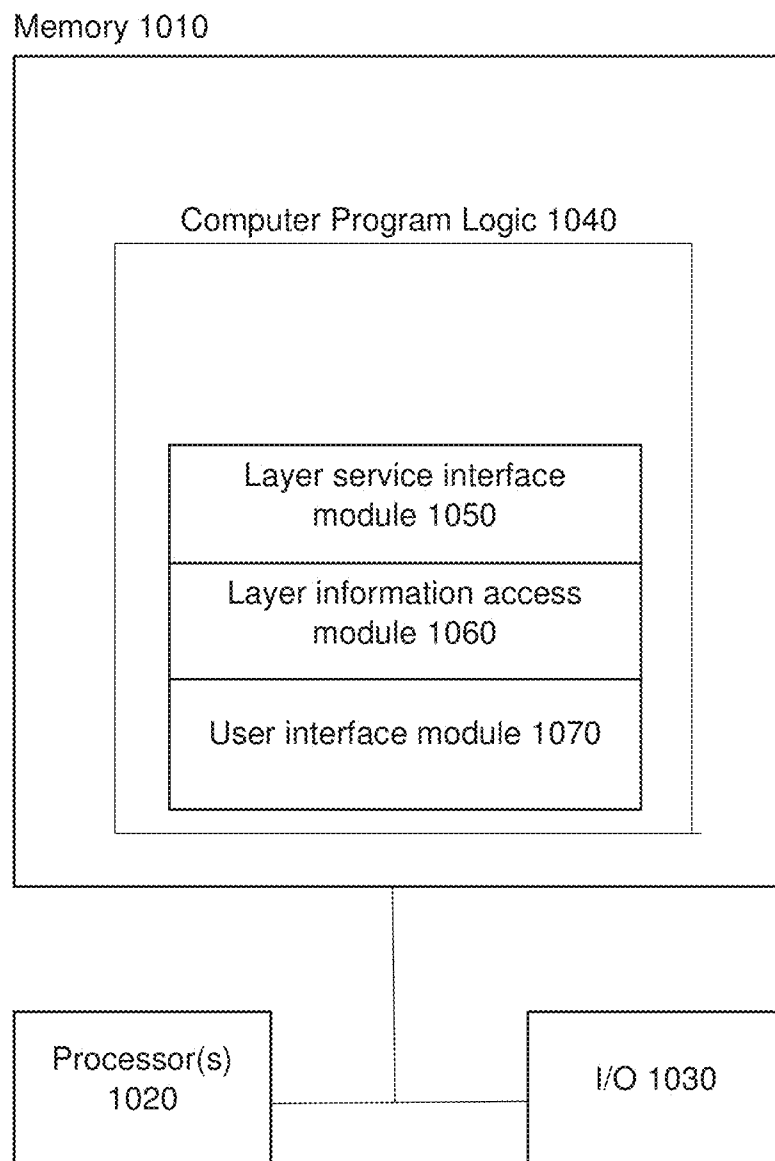 Memory 1010
Computer Program Logic 1040
Layer service interface
module 1050
Layer information access
module 1060
User interface module 1070
Processor(s)
1020
I/O 1030